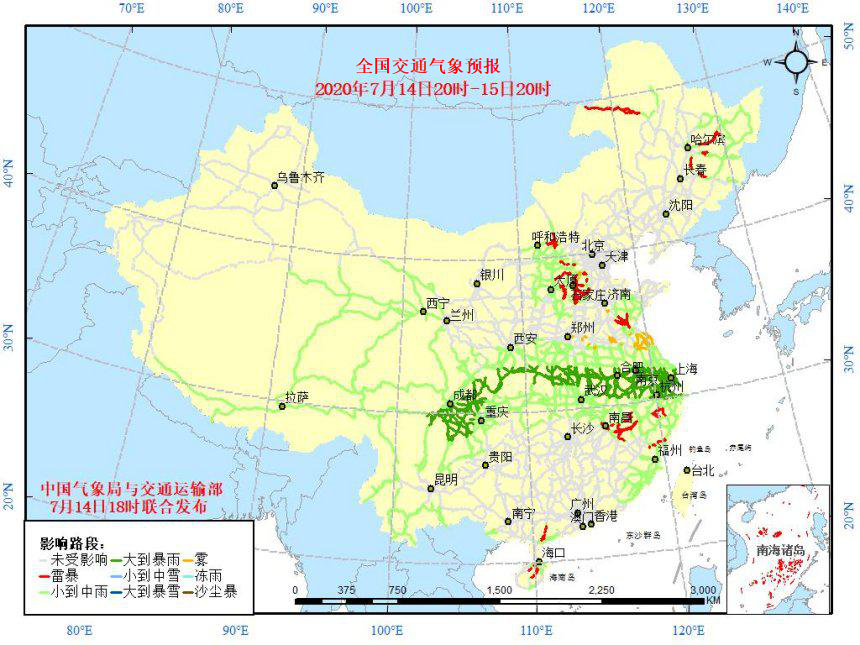 70°E 80°E 90°E 100°E 110°E 120°E 130°E 140°E
50°N
全国交通气象预报
2020年7月14日20时-15日20时
N
W E
S
哈尔滨
长春
40°N
乌鲁木齐
40°N
沈阳
呼和浩特
北京
天津
银川
太原
石家庄 济南
西宁
兰州
郑州
30°N
西安
30°N
合肥 上海
南京
杭州
成都
武汉
拉萨
重庆
南昌
长沙
福州 钓鱼岛 赤尾屿
贵阳
台北
昆明
台湾岛
中国气象局与交通运输部
7月14日18时联合发布
20°N
南宁
广州
澳门 香港
20°N
东沙群岛
影响路段:
海口
南海诸岛
未受影响 大到暴雨 雾
雷暴 小到中雪 冻雨
小到中雨 大到暴雪 沙尘暴
海南岛
0 375 750 1,500 2,250 3,000
KM
80°E 90°E 100°E 110°E 120°E